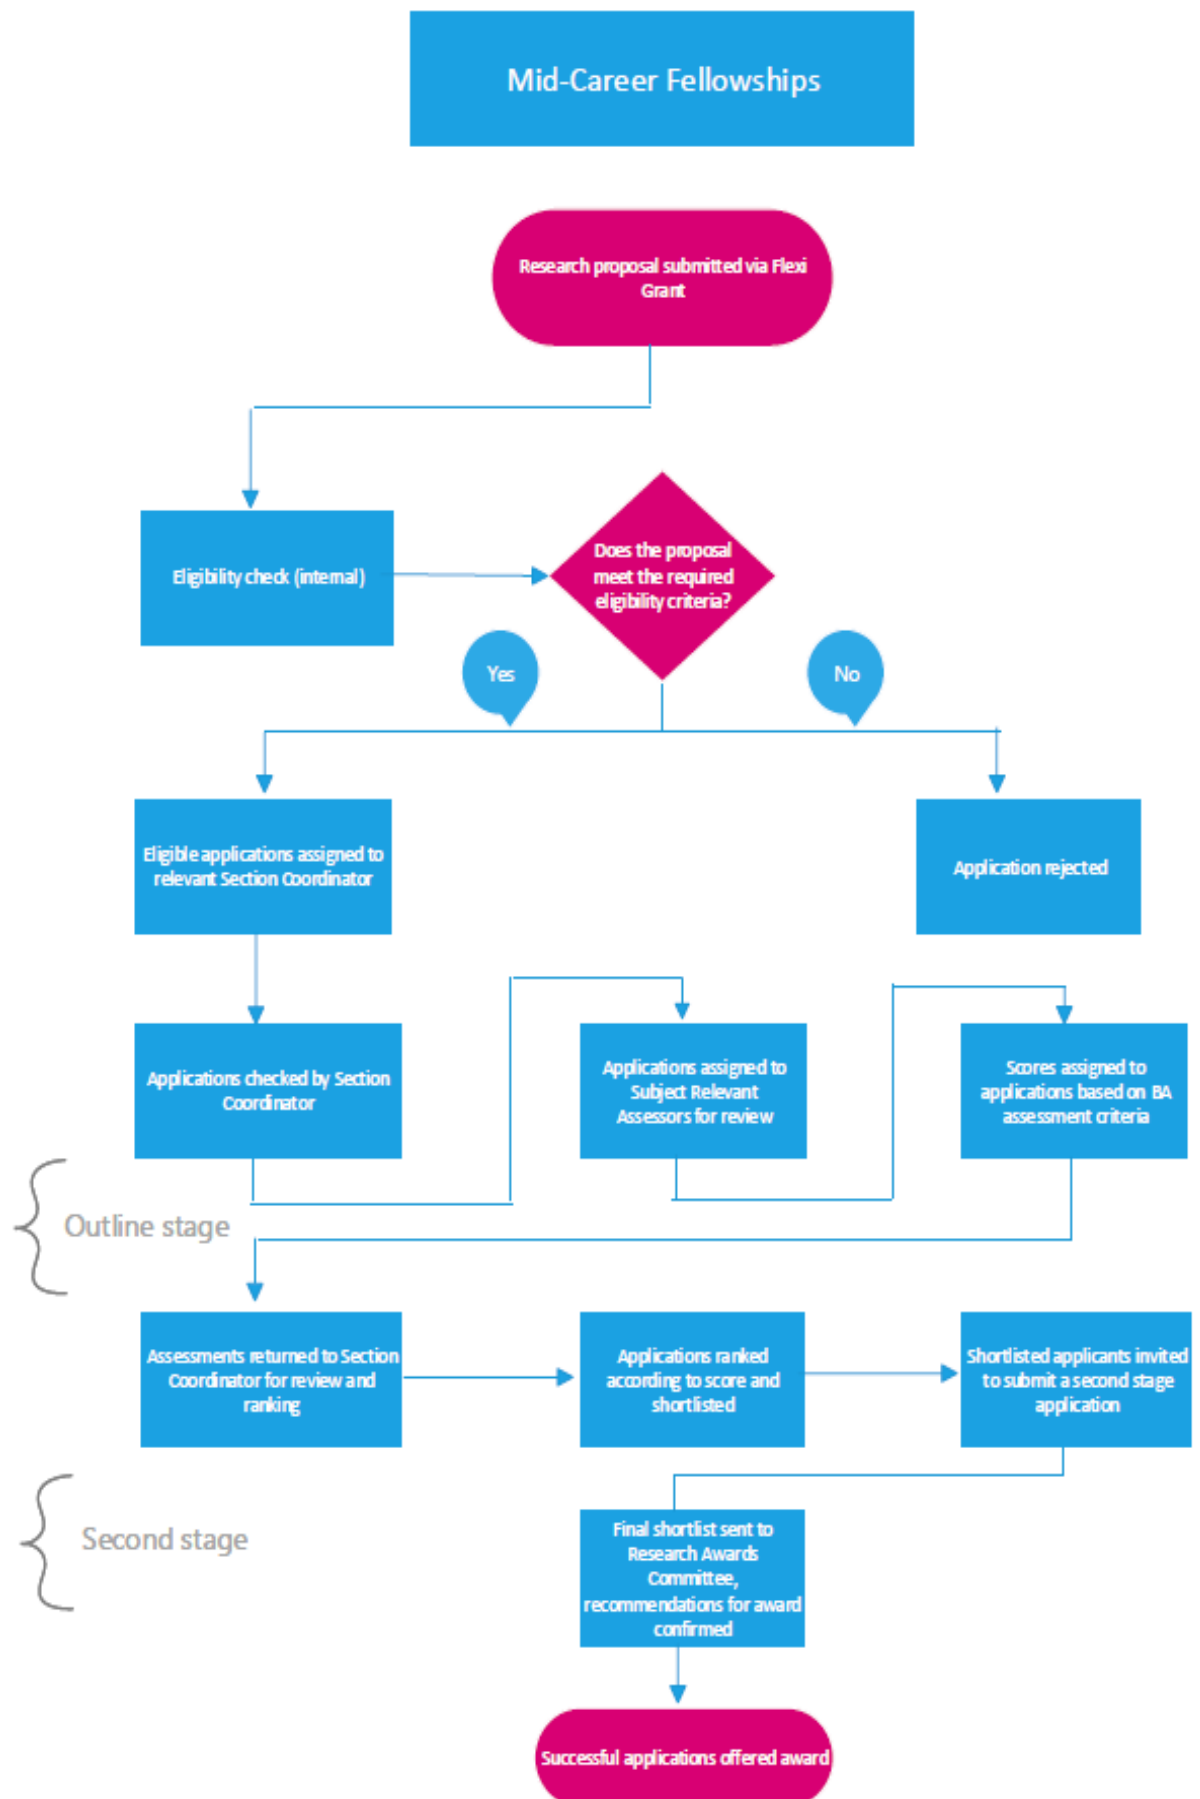 Mid-Career Fellowships
Research proposal submitted via Flexi
Grant
Eligibility check (internal)
Does the proposal
meet the required
eligibility criteria?
Yes
No
Eligible applications assigned to
relevant Section Coordinator
Application rejected
Applications checked by Section
Coordinator
Applications assigned to
Subject Relevant
Assessors for review
Scores assigned to
applications based on BA
assessment criteria
Outline stage
Assessments returned to Section
Coordinator for review and
ranking
Applications ranked
according to score and
shortlisted
Shortlisted applicants invited
to submit a second stage
application
Second stage
Final shortlist sent to
Research Awards
Committee,
recommendations for award
confirmed
Successful applications offered award